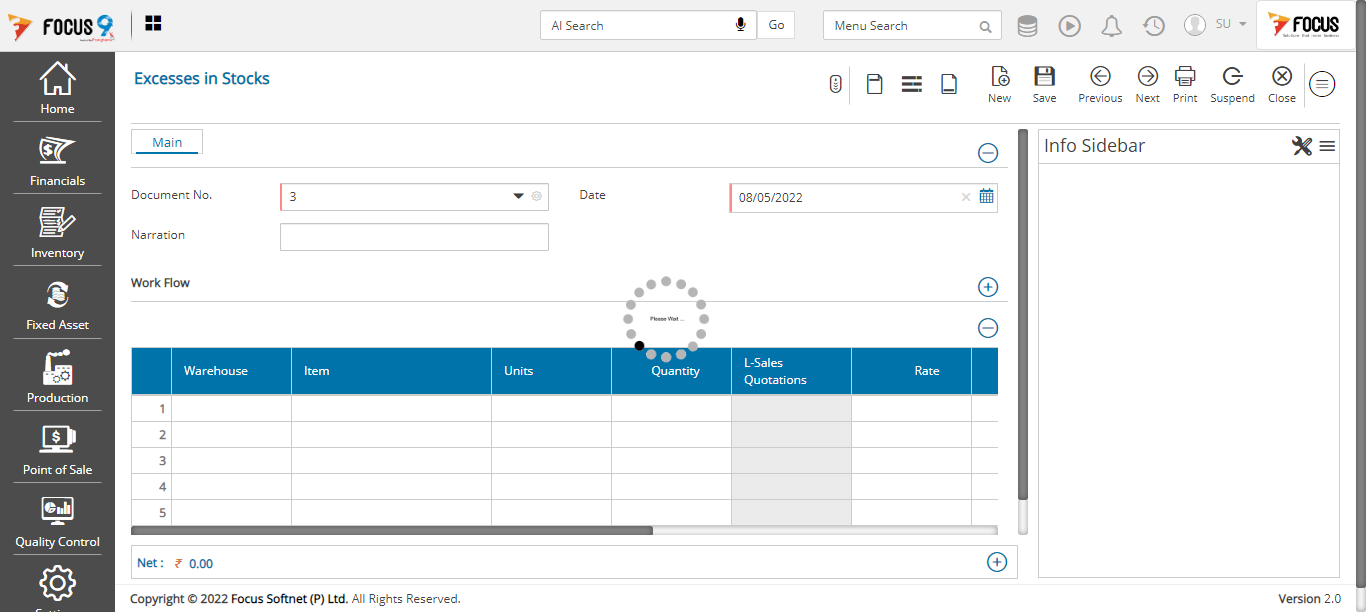 FOCUS 9
AI Search
Go
Menu Search
SU
FOCUS
Home
Financials
Inventory
Fixed Asset
Production
Point of Sale
Quality Control
Excesses in Stocks
New
Save
Previous
Next
Print
Suspend
Close
Main
Document No.
3
Date
08/05/2022
Narration
Work Flow
Please Wait ...
Warehouse
Item
Units
Quantity
L-Sales
Quotations
Rate
1
2
3
4
5
Net : ₹ 0.00
Info Sidebar
Copyright © 2022 Focus Softnet (P) Ltd. All Rights Reserved.
Version 2.0